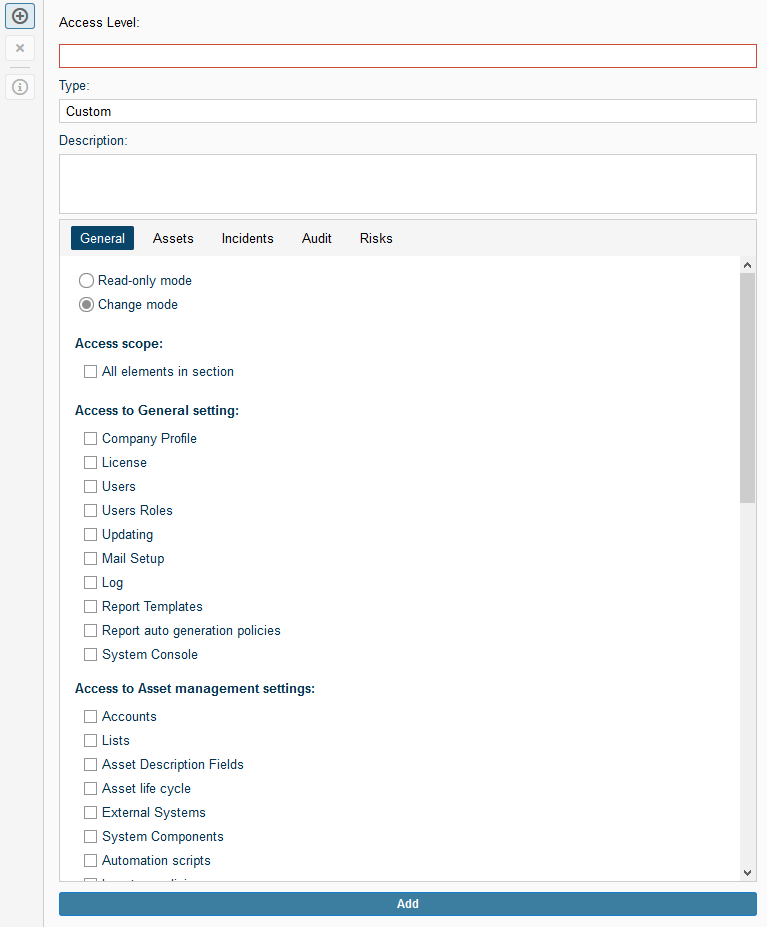 Access Level:
Type:
Custom
Description:
General Assets Incidents Audit Risks
Read-only mode
Change mode
Access scope:
All elements in section
Access to General setting:
Company Profile
License
Users
Users Roles
Updating
Mail Setup
Log
Report Templates
Report auto generation policies
System Console
Access to Asset management settings:
Accounts
Lists
Asset Description Fields
Asset life cycle
External Systems
System Components
Automation scripts
Add